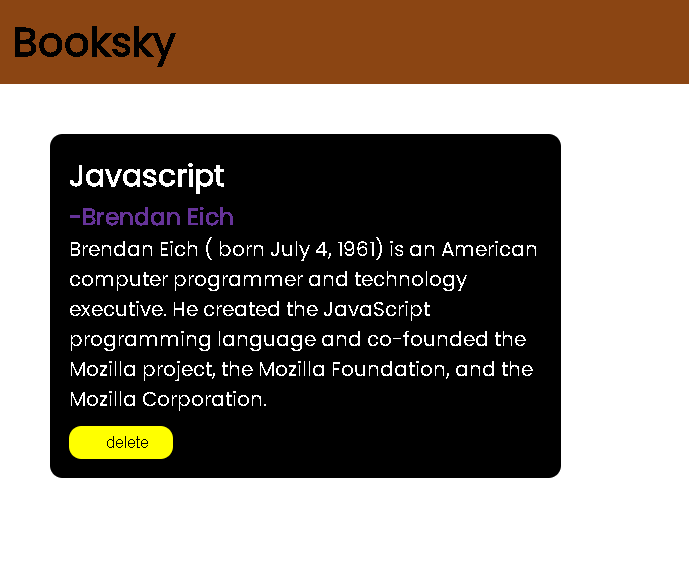 Booksky
Javascript
-Brendan Eich
Brendan Eich ( born July 4, 1961) is an American
computer programmer and technology
executive. He created the JavaScript
programming language and co-founded the
Mozilla project, the Mozilla Foundation, and the
Mozilla Corporation.
delete